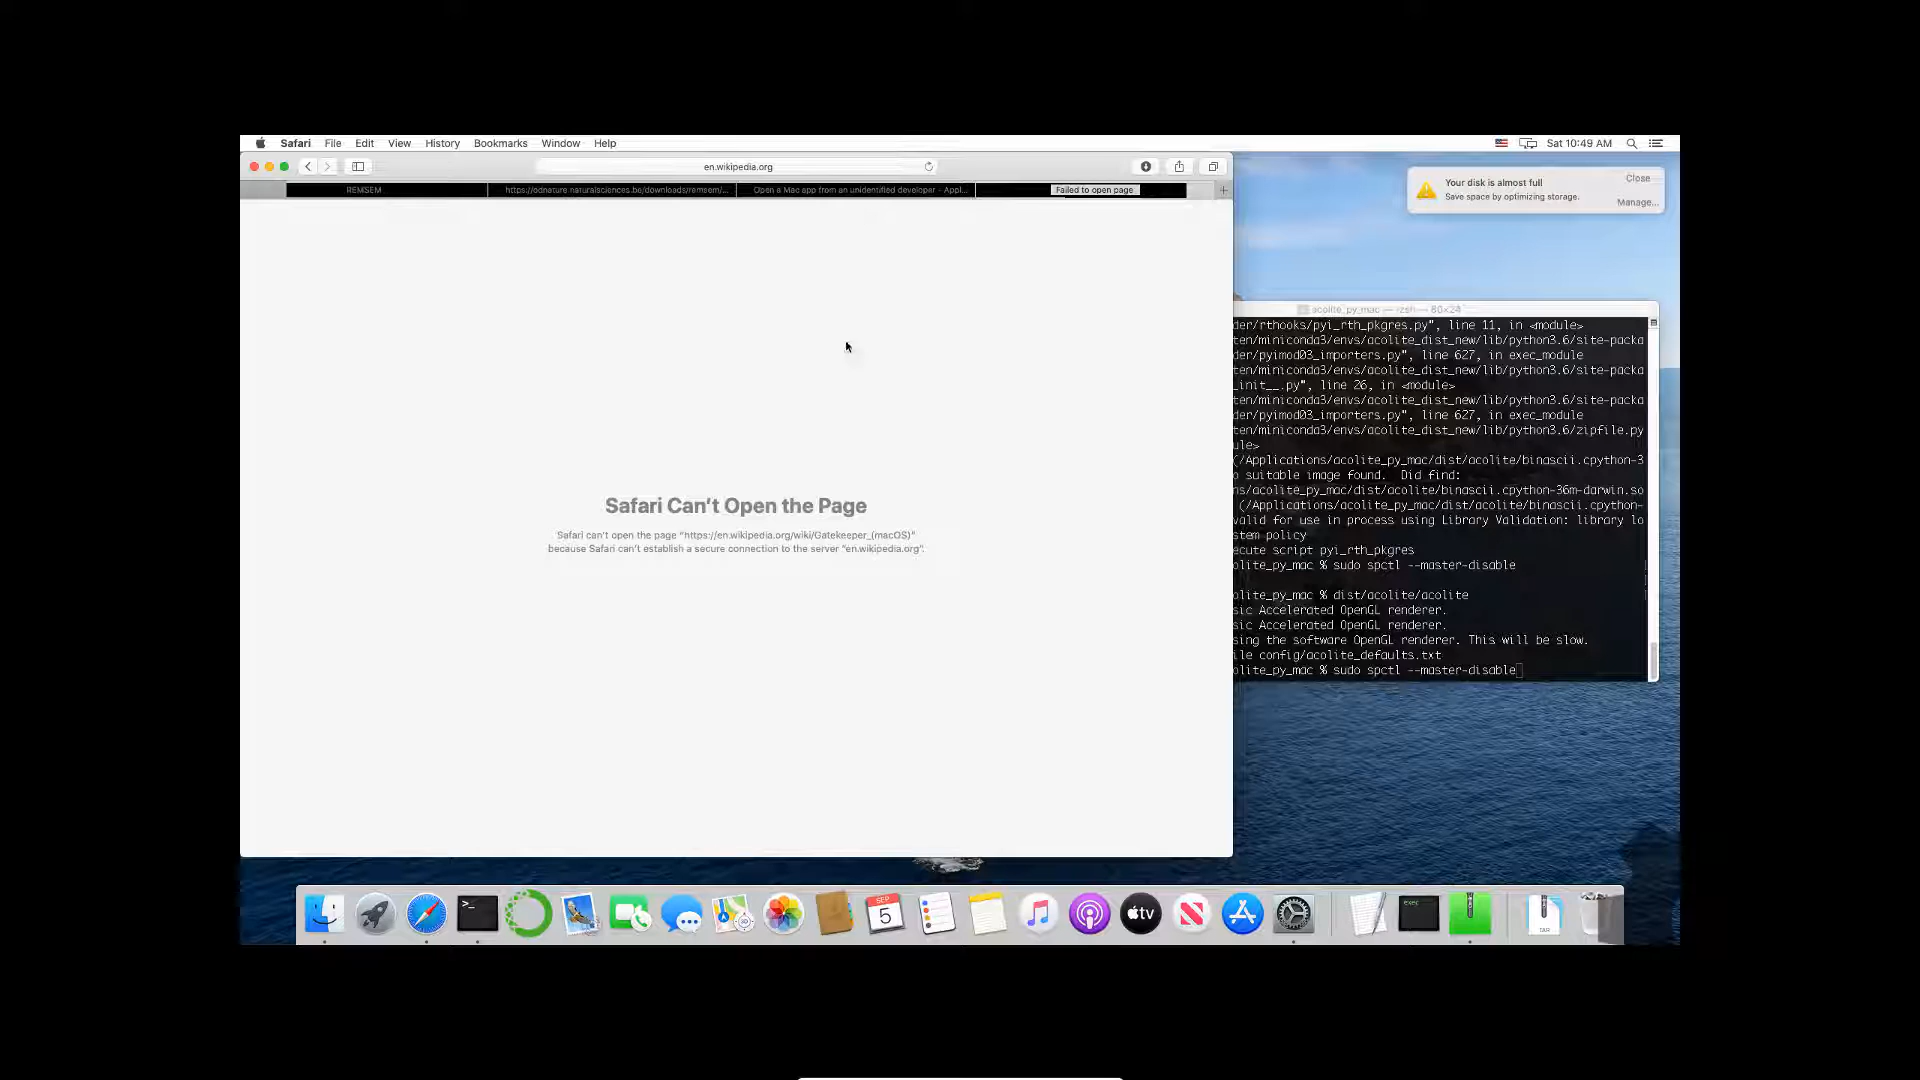 Safari File Edit View History Bookmarks Window Help
Sat 10:49 AM
en.wikipedia.org
REMSEM
https://odnature.naturalsciences.be/downloads/remsem/...
Open a Mac app from an unidentified developer - Appl...
Failed to open page
Your disk is almost full
Save space by optimizing storage.
Close
Manage...
Safari Can't Open the Page
Safari can't open the page "https://en.wikipedia.org/wiki/Gatekeeper_(macOS)"
because Safari can't establish a secure connection to the server "en.wikipedia.org".
acolite_py_mac — -zsh — 80×24
der/rthooks/pyi_rth_pkgres.py", line 11, in <module>
ten/miniconda3/envs/acolite_dist_new/lib/python3.6/site-packa
der/pyimod03_importers.py", line 627, in exec_module
ten/miniconda3/envs/acolite_dist_new/lib/python3.6/site-packa
_init__.py", line 26, in <module>
ten/miniconda3/envs/acolite_dist_new/lib/python3.6/site-packa
der/pyimod03_importers.py", line 627, in exec_module
ten/miniconda3/envs/acolite_dist_new/lib/python3.6/zipfile.py
ule>
(/Applications/acolite_py_mac/dist/acolite/binascii.cpython-3
o suitable image found.  Did find:
ns/acolite_py_mac/dist/acolite/binascii.cpython-36m-darwin.so
 (/Applications/acolite_py_mac/dist/acolite/binascii.cpython-
valid for use in process using Library Validation: library lo
stem policy
ecute script pyi_rth_pkgres
olite_py_mac % sudo spctl --master-disable
olite_py_mac % dist/acolite/acolite
sic Accelerated OpenGL renderer.
sic Accelerated OpenGL renderer.
sing the software OpenGL renderer. This will be slow.
ile config/acolite_defaults.txt
olite_py_mac % sudo spctl --master-disable
SEP
5
tv
exec
TAR